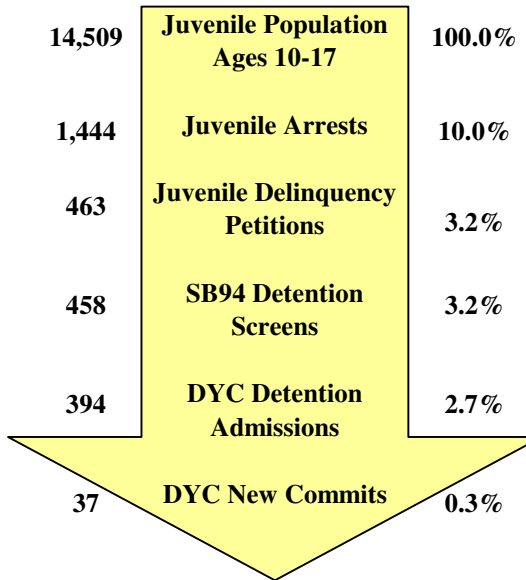 14,509 Juvenile Population Ages 10-17 100.0%
1,444 Juvenile Arrests 10.0%
463 Juvenile Delinquency Petitions 3.2%
458 SB94 Detention Screens 3.2%
394 DYC Detention Admissions 2.7%
37 DYC New Commits 0.3%